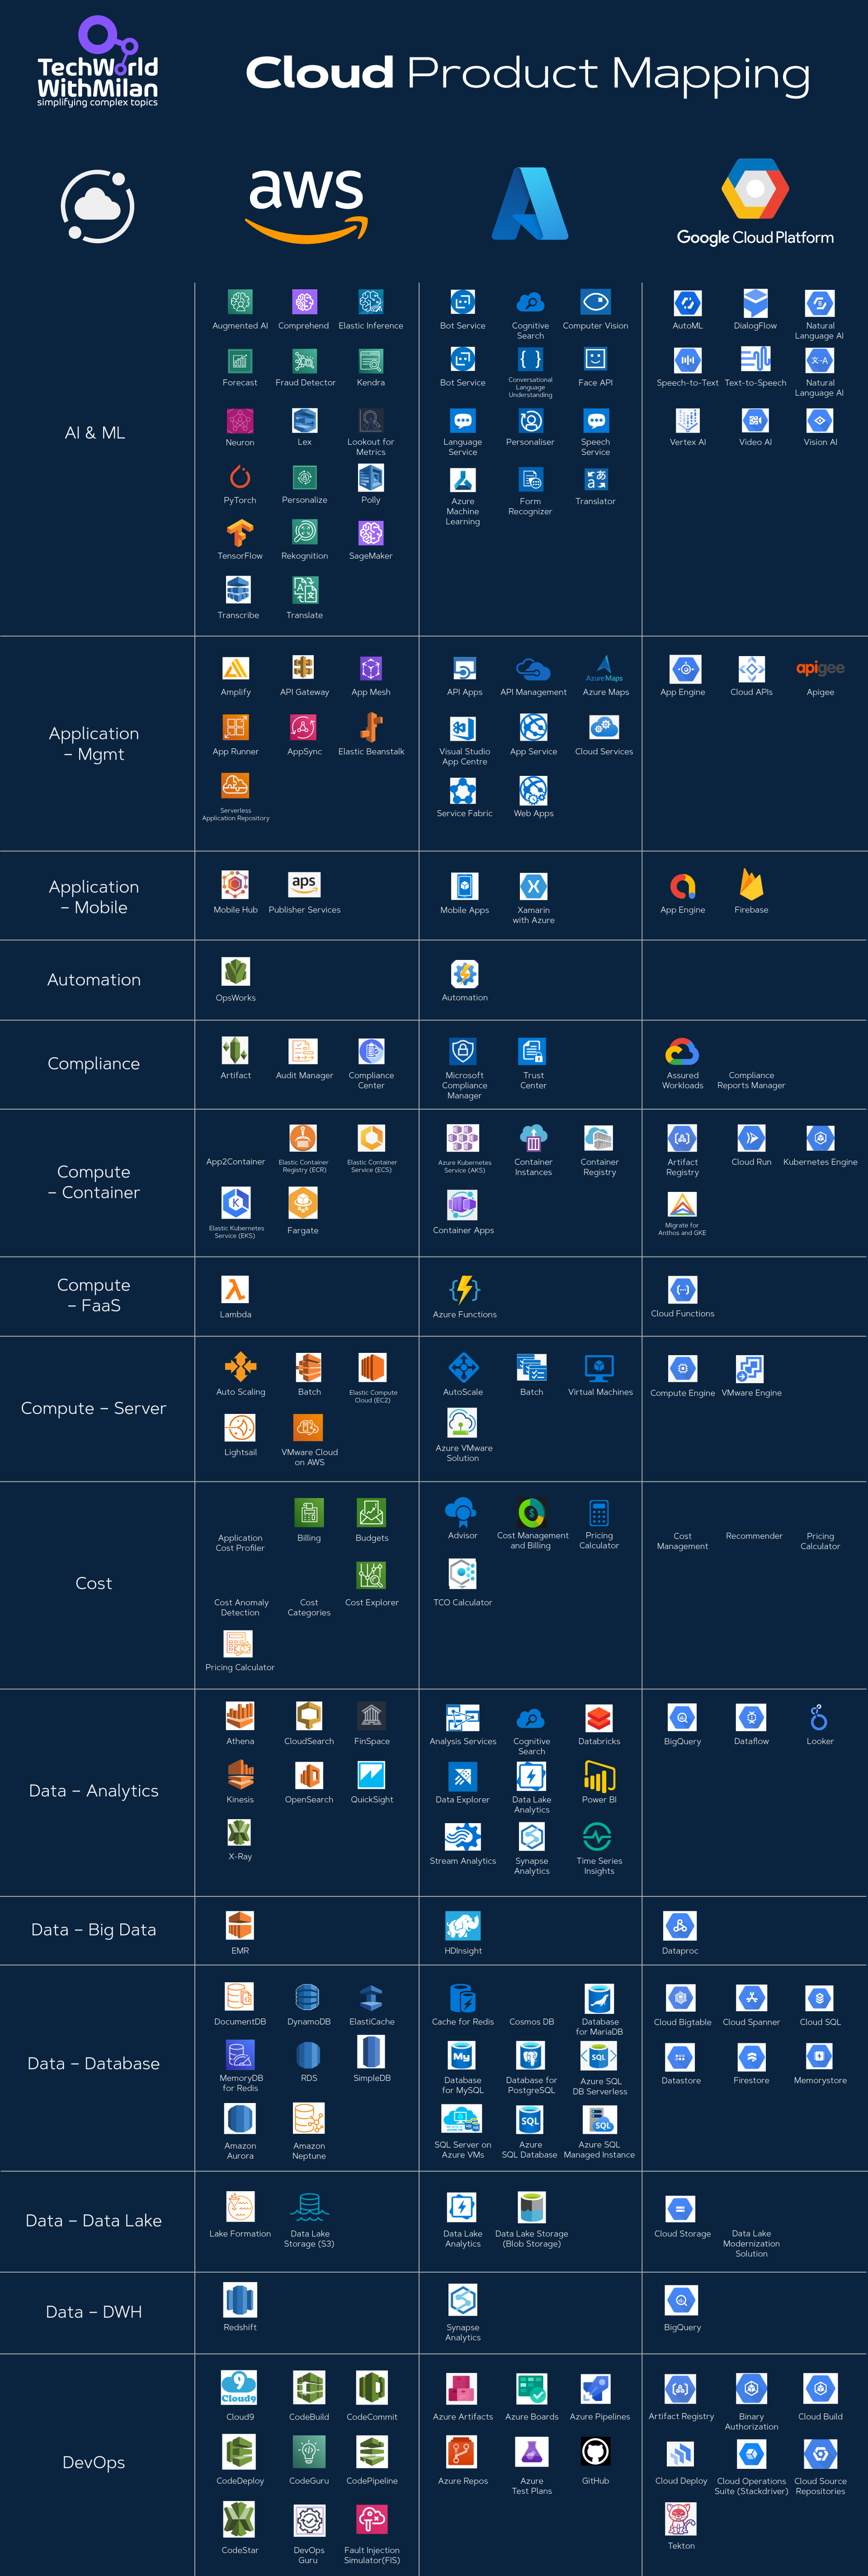 TechWorld
WithMilan
simplifying complex topics
Cloud Product Mapping
aws
Google Cloud Platform
AI & ML
Augmented AI Comprehend Elastic Inference
Forecast Fraud Detector Kendra
Neuron Lex Lookout for
Metrics
PyTorch Personalize Polly
TensorFlow Rekognition SageMaker
Transcribe Translate
Bot Service Cognitive
Search Computer Vision
Bot Service Conversational
Language
Understanding Face API
Language
Service Personaliser Speech
Service
Azure
Machine
Learning Form
Recognizer Translator
AutoML DialogFlow Natural
Language AI
Speech-to-Text Text-to-Speech Natural
Language AI
Vertex AI Video AI Vision AI
Application
– Mgmt
Amplify API Gateway App Mesh
App Runner AppSync Elastic Beanstalk
Serverless
Application Repository
API Apps API Management Azure Maps
Azure Maps
Visual Studio
App Centre App Service Cloud Services
Service Fabric Web Apps
apigee
App Engine Cloud APIs Apigee
Application
– Mobile
aps
Mobile Hub Publisher Services
Mobile Apps Xamarin
with Azure
App Engine Firebase
Automation
OpsWorks
Automation
Compliance
Artifact Audit Manager Compliance
Center
Microsoft
Compliance
Manager Trust
Center
Assured
Workloads Compliance
Reports Manager
Compute
– Container
App2Container Elastic Container
Registry (ECR) Elastic Container
Service (ECS)
Elastic Kubernetes
Service (EKS) Fargate
Azure Kubernetes
Service (AKS) Container
Instances Container
Registry
Container Apps
Artifact
Registry Cloud Run Kubernetes Engine
Migrate for
Anthos and GKE
Compute
– FaaS
Lambda
Azure Functions
Cloud Functions
Compute – Server
Auto Scaling Batch Elastic Compute
Cloud (EC2)
Lightsail VMware Cloud
on AWS
AutoScale Batch Virtual Machines
Azure VMware
Solution
Compute Engine VMware Engine
Cost
Application
Cost Profiler Billing Budgets
Cost Anomaly
Detection Cost
Categories Cost Explorer
Pricing Calculator
Advisor Cost Management
and Billing Pricing
Calculator
TCO Calculator
Cost
Management Recommender Pricing
Calculator
Data – Analytics
Athena CloudSearch FinSpace
Kinesis OpenSearch QuickSight
X-Ray
Analysis Services Cognitive
Search Databricks
Data Explorer Data Lake
Analytics Power BI
Stream Analytics Synapse
Analytics Time Series
Insights
BigQuery Dataflow Looker
Data – Big Data
EMR
HDInsight
Dataproc
Data – Database
DocumentDB DynamoDB ElastiCache
MemoryDB
for Redis RDS SimpleDB
Amazon
Aurora Amazon
Neptune
Cache for Redis Cosmos DB Database
for MariaDB
My
SQL
Database
for MySQL Database for
PostgreSQL Azure SQL
DB Serverless
SQL
SQL
SQL Server on
Azure VMs Azure
SQL Database Azure SQL
Managed Instance
Cloud Bigtable Cloud Spanner Cloud SQL
Datastore Firestore Memorystore
Data – Data Lake
Lake Formation Data Lake
Storage (S3)
Data Lake
Analytics Data Lake Storage
(Blob Storage)
Cloud Storage Data Lake
Modernization
Solution
Data – DWH
Redshift
Synapse
Analytics
BigQuery
DevOps
9
Cloud9
Cloud9 CodeBuild CodeCommit
CodeDeploy CodeGuru CodePipeline
CodeStar DevOps
Guru Fault Injection
Simulator(FIS)
Azure Artifacts Azure Boards Azure Pipelines
Azure Repos Azure
Test Plans GitHub
Artifact Registry Binary
Authorization Cloud Build
Cloud Deploy Cloud Operations
Suite (Stackdriver) Cloud Source
Repositories
Tekton